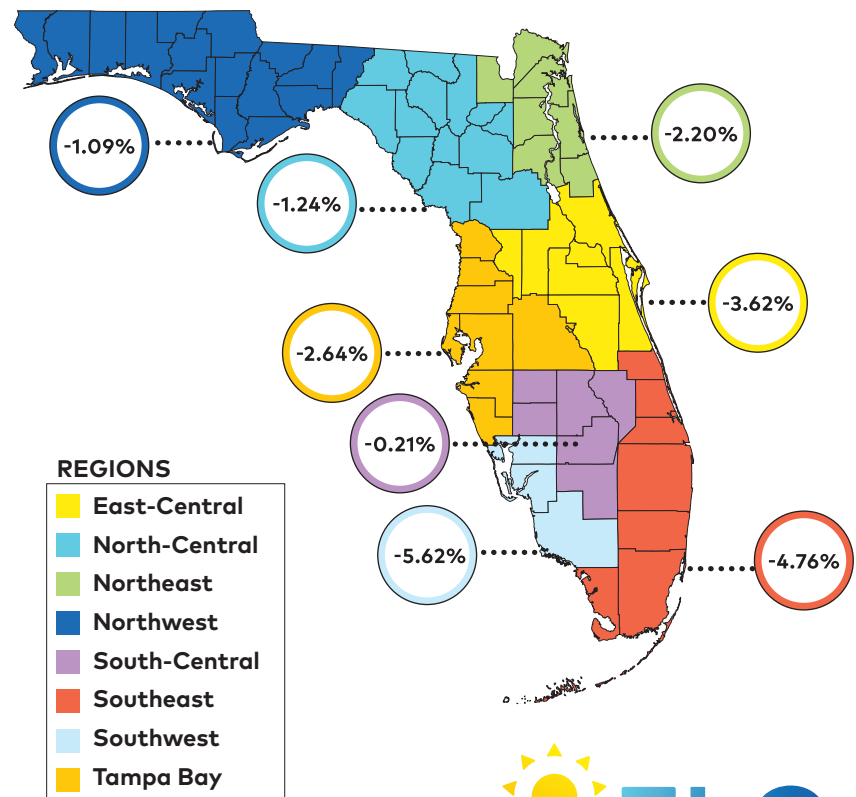 -1.09%
-2.20%
-1.24%
-3.62%
-2.64%
-0.21%
-5.62%
-4.76%
REGIONS
East-Central
North-Central
Northeast
Northwest
South-Central
Southeast
Southwest
Tampa Bay